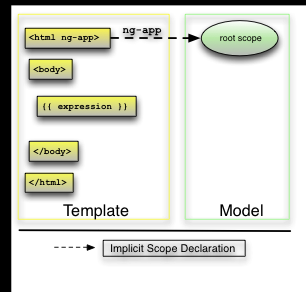 <html ng-app>
ng-app
root scope
<body>
{{ expression }}
</body>
</html>
Template
Model
Implicit Scope Declaration